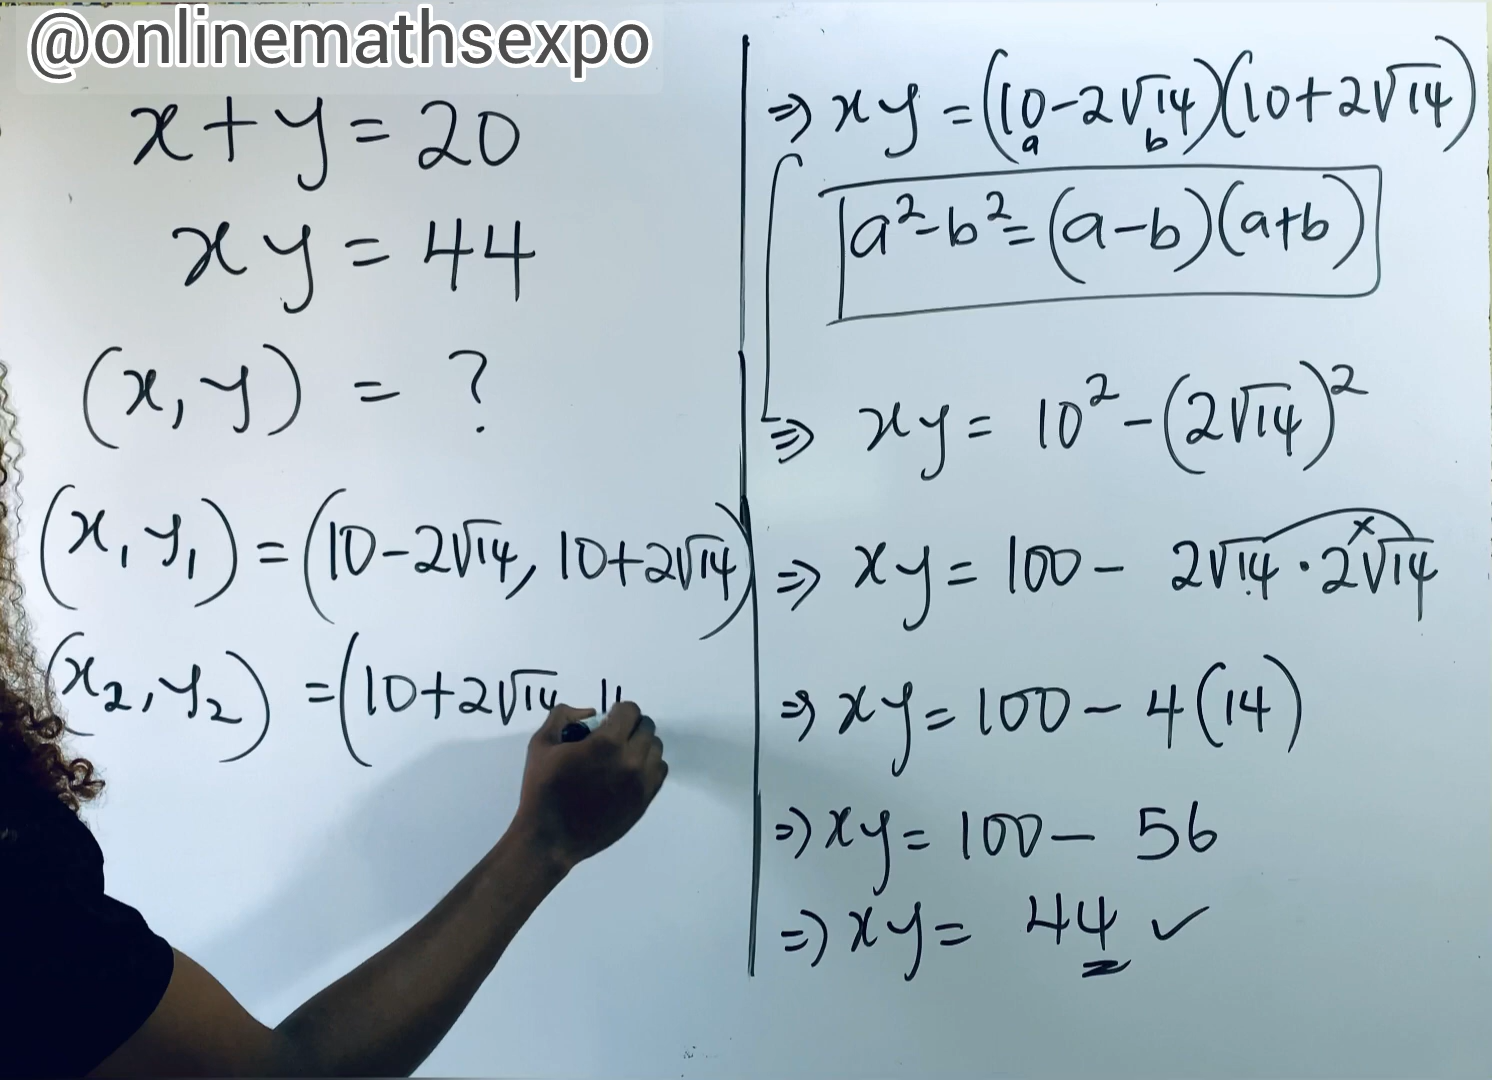 @onlinemathsexpo
x+y=20
xy=44
(x,y) = ?
(x₁,y₁)=(10-2√14, 10+2√14)
(x₂,y₂) =(10+2√14
⇒ xy=(10-2√14)(10+2√14)
a b
a²-b²=(a-b)(a+b)
⇒ xy= 10²-(2√14)²
x
⇒ xy= 100 - 2√14·2√14
⇒ xy=100-4(14)
⇒ xy=100- 56
⇒ xy= 44 ✓